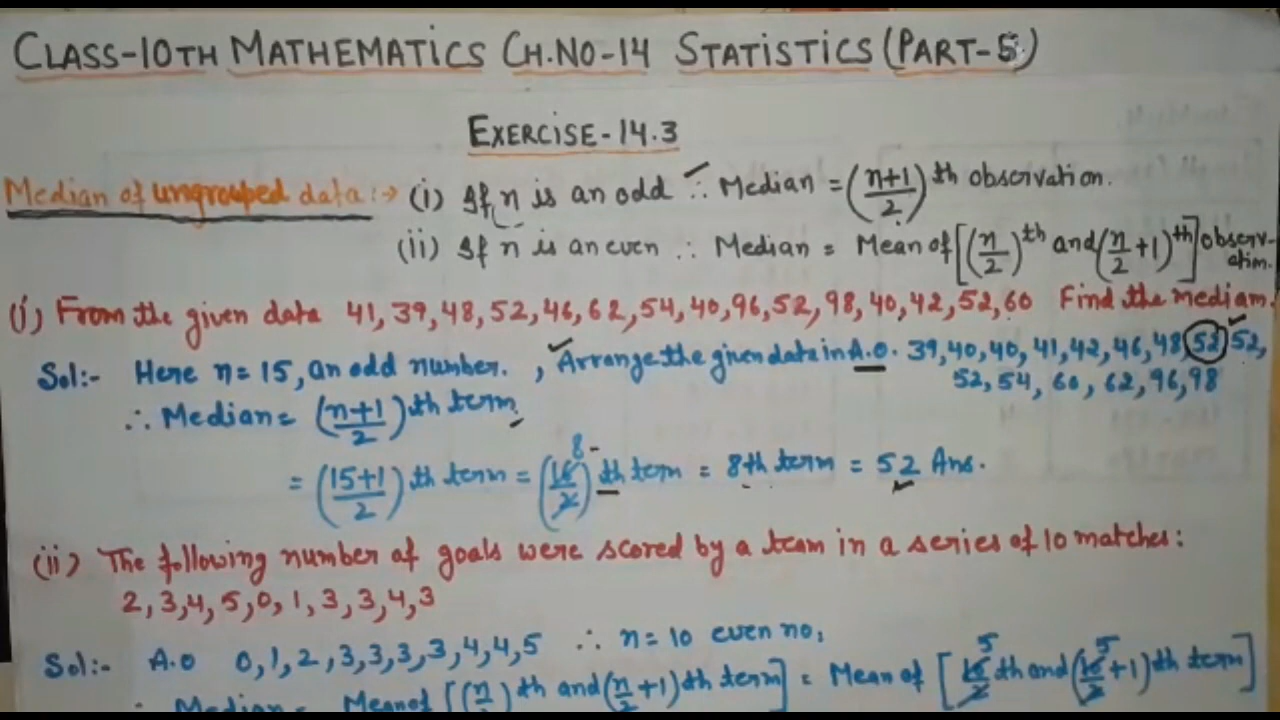 CLASS-10TH MATHEMATICS CH.NO-14 STATISTICS (PART-5)
EXERCISE-14.3
Median of ungrouped data:→ (i) If n is an odd ∴ Median = (n+1/2)th observation.
(ii) If n is an even ∴ Median = Mean of [(n/2)th and (n/2+1)th] observation.
(i) From the given data 41, 39, 48, 52, 46, 62, 54, 40, 96, 52, 98, 40, 42, 52, 60 Find the median.
Sol:- Here n=15, an odd number. , Arrange the given data in A.O. 39, 40, 40, 41, 42, 46, 48, 52, 52,
52, 54, 60, 62, 96, 98
∴ Median = (n+1/2)th term,
= (15+1/2)th term = (16/2)8 th term = 8th term = 52 Ans.
(ii) The following number of goals were scored by a team in a series of 10 matches:
2, 3, 4, 5, 0, 1, 3, 3, 4, 3
Sol:- A.O 0, 1, 2, 3, 3, 3, 3, 4, 4, 5 ∴ n = 10 even no,
∴ Median = Mean of [(n/2)th and (n/2+1)th term] = Mean of [10/2 5 th and (10/2 5 +1)th term]